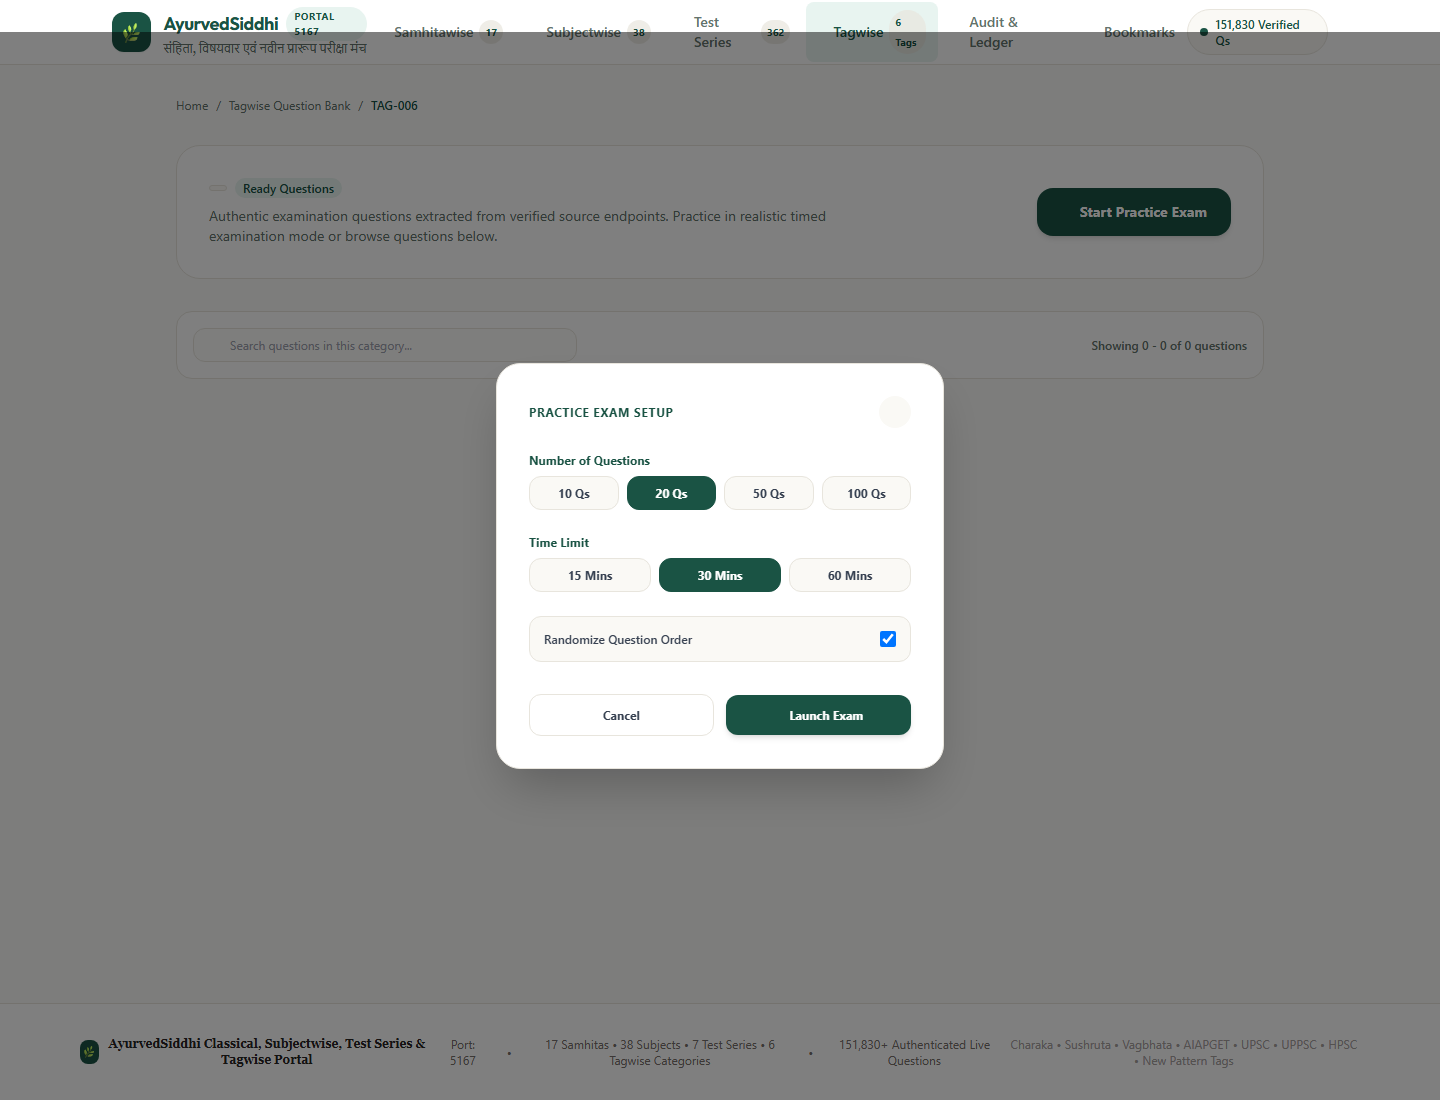 AyurvedSiddhi
PORTAL
5167
संहिता, विषयवार एवं नवीन प्रारूप परीक्षा मंच
Samhitawise 17
Subjectwise 38
Test
Series
362
Tagwise
6
Tags
Audit &
Ledger
Bookmarks
151,830 Verified
Qs
Home / Tagwise Question Bank / TAG-006
Ready Questions
Authentic examination questions extracted from verified source endpoints. Practice in realistic timed
examination mode or browse questions below.
Start Practice Exam
Search questions in this category...
Showing 0 - 0 of 0 questions
PRACTICE EXAM SETUP
Number of Questions
10 Qs 20 Qs 50 Qs 100 Qs
Time Limit
15 Mins 30 Mins 60 Mins
Randomize Question Order
Cancel Launch Exam
AyurvedSiddhi Classical, Subjectwise, Test Series &
Tagwise Portal
Port:
5167
•
17 Samhitas • 38 Subjects • 7 Test Series • 6
Tagwise Categories
•
151,830+ Authenticated Live
Questions
Charaka • Sushruta • Vagbhata • AIAPGET • UPSC • UPPSC • HPSC
• New Pattern Tags